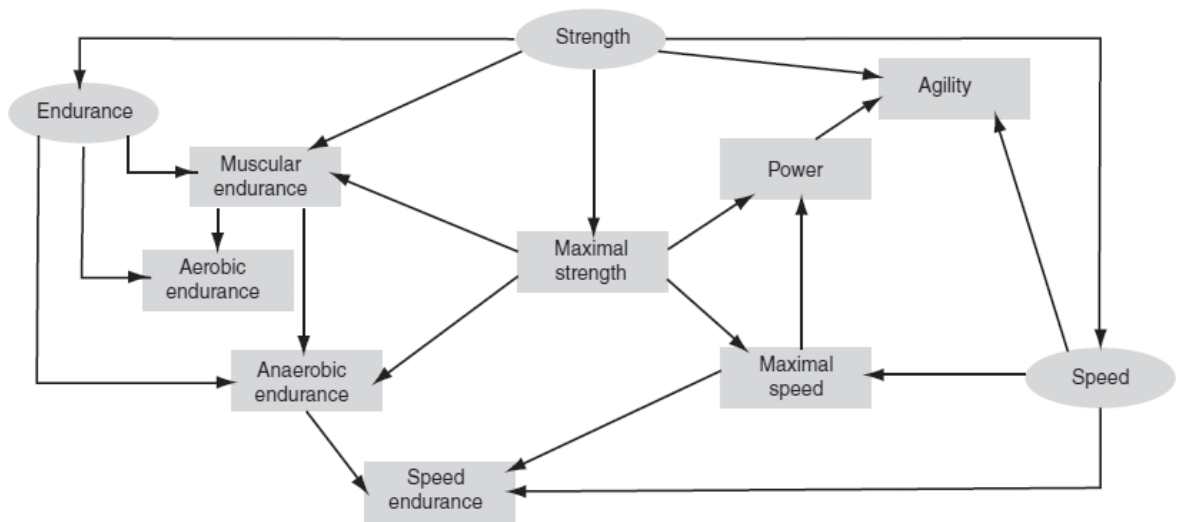 Strength
Endurance
Agility
Muscular
endurance
Power
Aerobic
endurance
Maximal
strength
Anaerobic
endurance
Maximal
speed
Speed
Speed
endurance